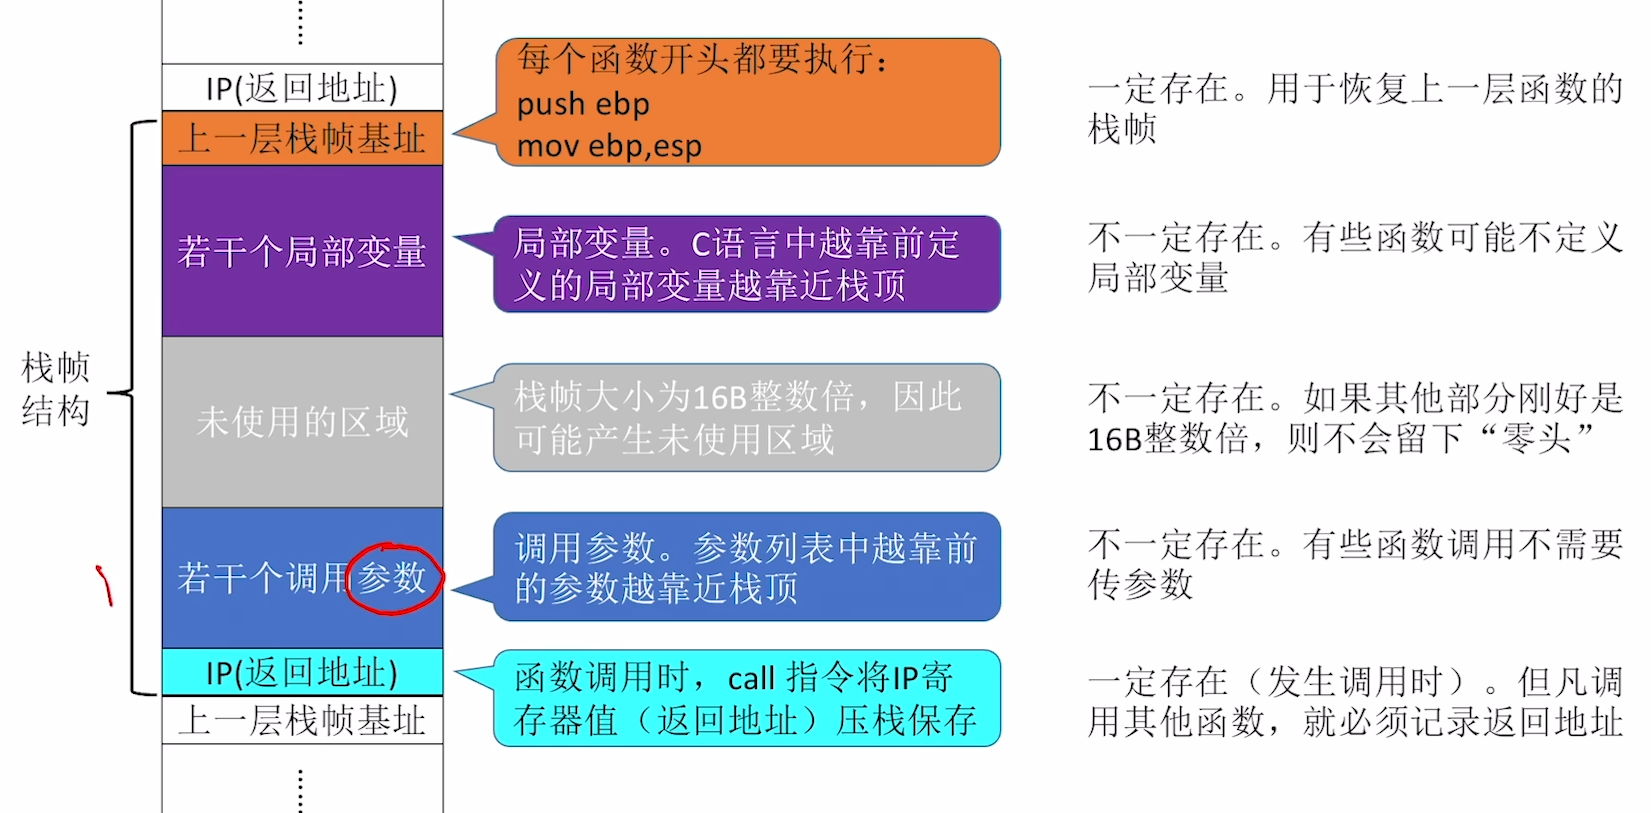 IP(返回地址)
上一层栈帧基址
若干个局部变量
未使用的区域
若干个调用参数
IP(返回地址)
上一层栈帧基址
栈帧
结构
每个函数开头都要执行：
push ebp
mov ebp,esp
局部变量。C语言中越靠前定
义的局部变量越靠近栈顶
栈帧大小为16B整数倍，因此
可能产生未使用区域
调用参数。参数列表中越靠前
的参数越靠近栈顶
函数调用时，call 指令将IP寄
存器值（返回地址）压栈保存
一定存在。用于恢复上一层函数的
栈帧
不一定存在。有些函数可能不定义
局部变量
不一定存在。如果其他部分刚好是
16B整数倍，则不会留下“零头”
不一定存在。有些函数调用不需要
传参数
一定存在（发生调用时）。但凡调
用其他函数，就必须记录返回地址